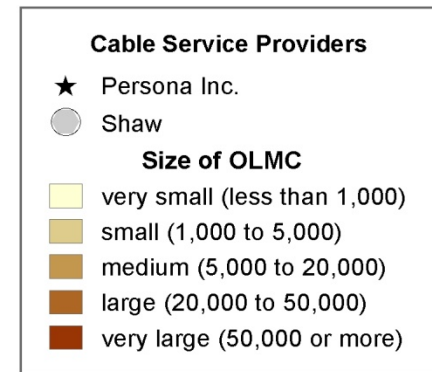 Cable Service Providers
Persona Inc.
Shaw
Size of OLMC
very small (less than 1,000)
small (1,000 to 5,000)
medium (5,000 to 20,000)
large (20,000 to 50,000)
very large (50,000 or more)